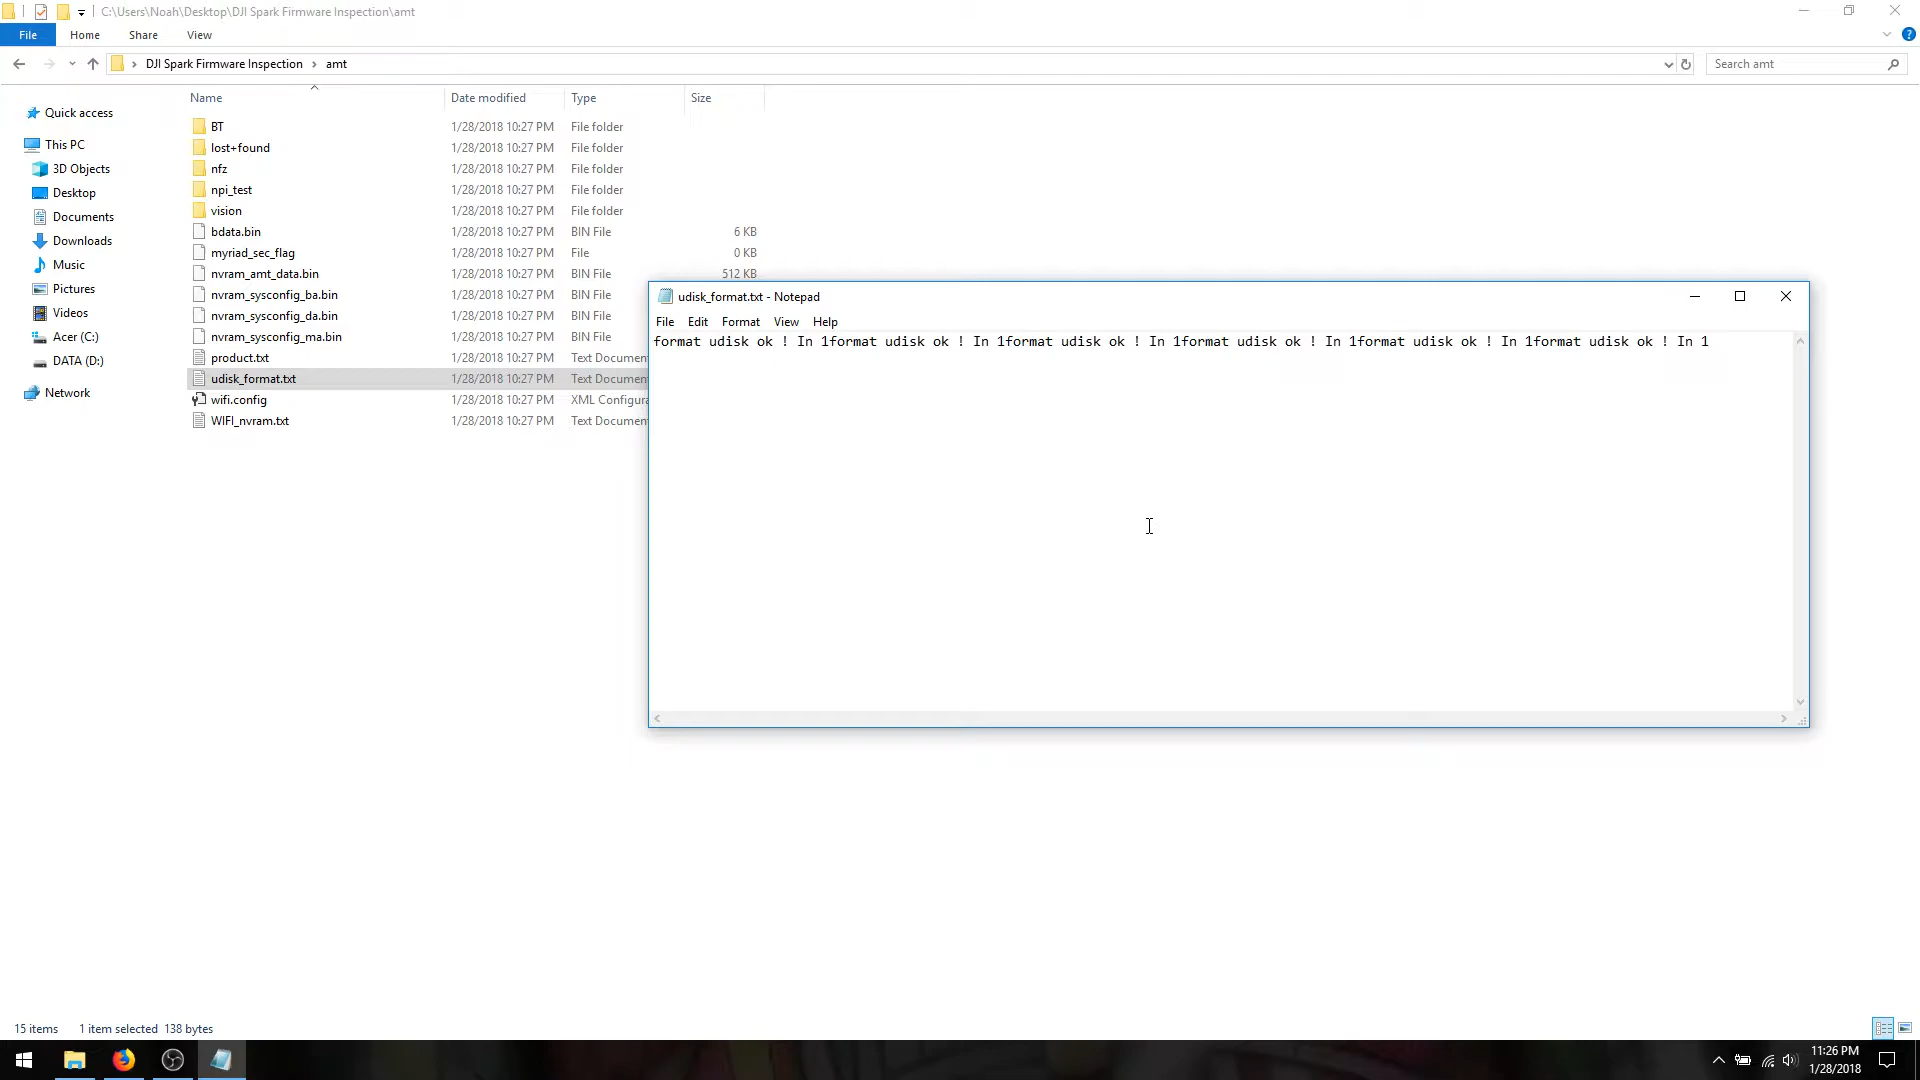 C:\Users\Noah\Desktop\DJI Spark Firmware Inspection\amt
File Home Share View
DJI Spark Firmware Inspection > amt
Search amt
Name Date modified Type Size
Quick access
This PC
3D Objects
Desktop
Documents
Downloads
Music
Pictures
Videos
Acer (C:)
DATA (D:)
Network
BT 1/28/2018 10:27 PM File folder
lost+found 1/28/2018 10:27 PM File folder
nfz 1/28/2018 10:27 PM File folder
npi_test 1/28/2018 10:27 PM File folder
vision 1/28/2018 10:27 PM File folder
bdata.bin 1/28/2018 10:27 PM BIN File 6 KB
myriad_sec_flag 1/28/2018 10:27 PM File 0 KB
nvram_amt_data.bin 1/28/2018 10:27 PM BIN File 512 KB
nvram_sysconfig_ba.bin 1/28/2018 10:27 PM BIN File
nvram_sysconfig_da.bin 1/28/2018 10:27 PM BIN File
nvram_sysconfig_ma.bin 1/28/2018 10:27 PM BIN File
product.txt 1/28/2018 10:27 PM Text Documen
udisk_format.txt 1/28/2018 10:27 PM Text Documen
wifi.config 1/28/2018 10:27 PM XML Configura
WIFI_nvram.txt 1/28/2018 10:27 PM Text Documen
udisk_format.txt - Notepad
File Edit Format View Help
format udisk ok ! In 1format udisk ok ! In 1format udisk ok ! In 1format udisk ok ! In 1format udisk ok ! In 1format udisk ok ! In 1
15 items 1 item selected 138 bytes
11:26 PM
1/28/2018